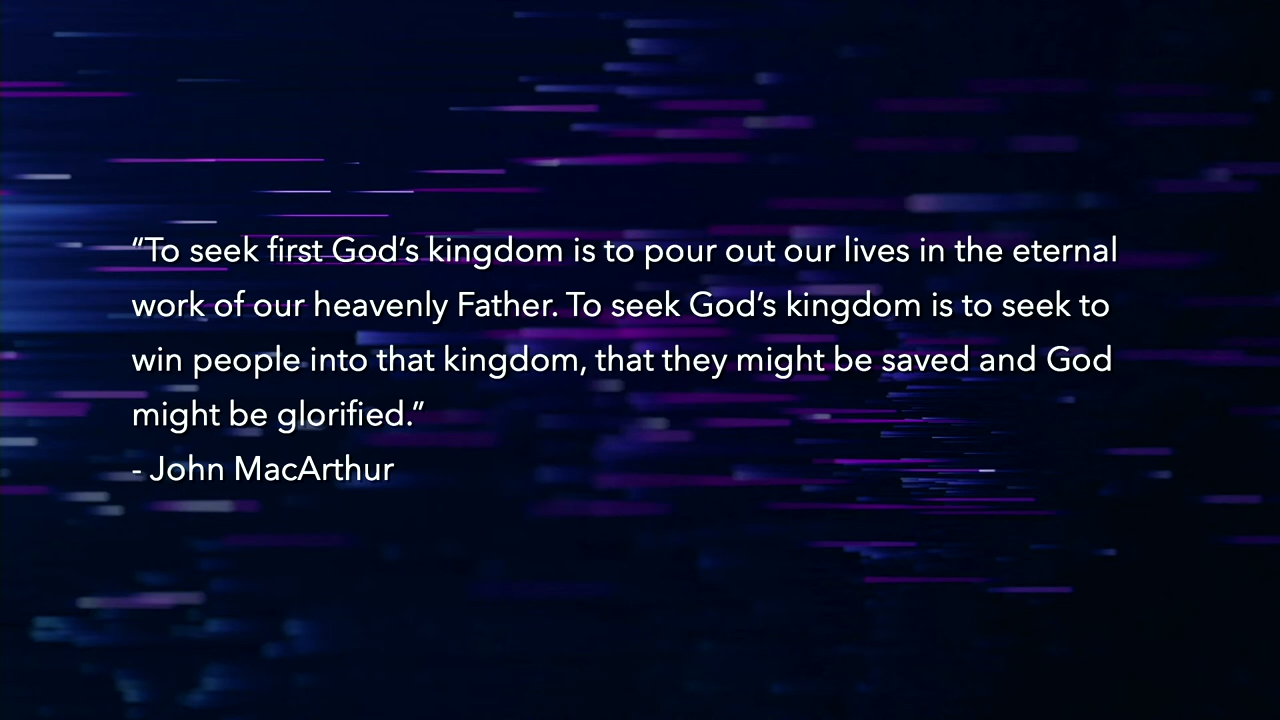 “To seek first God’s kingdom is to pour out our lives in the eternal
work of our heavenly Father. To seek God’s kingdom is to seek to
win people into that kingdom, that they might be saved and God
might be glorified.”
- John MacArthur